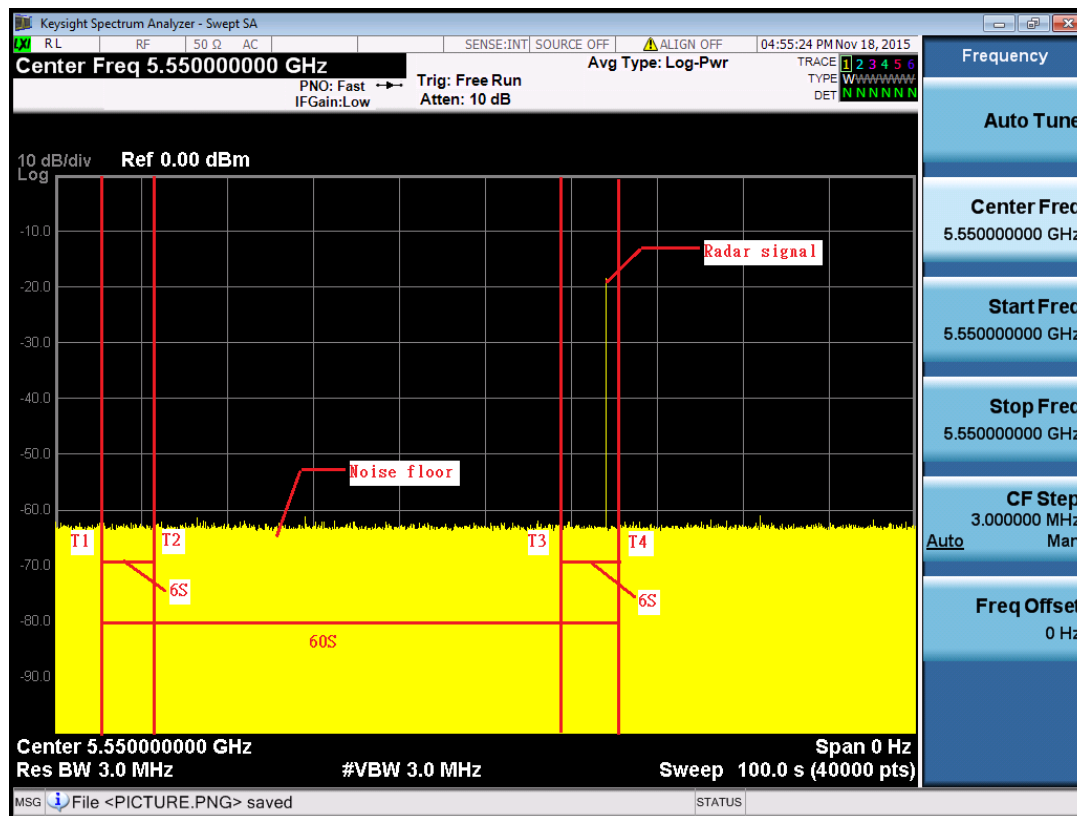 Keysight Spectrum Analyzer - Swept SA
LXI RL RF 50 Ω AC SENSE:INT SOURCE OFF ALIGN OFF 04:55:24 PM Nov 18, 2015
Center Freq 5.550000000 GHz
PNO: Fast
IFGain:Low
Trig: Free Run
Atten: 10 dB
Avg Type: Log-Pwr
TRACE 1 2 3 4 5 6
TYPE WWWWWWW
DET N N N N N N
10 dB/div Ref 0.00 dBm
Log
-10.0
-20.0
-30.0
-40.0
-50.0
-60.0
-70.0
-80.0
-90.0
Radar signal
Noise floor
T1
T2
T3
T4
6S
6S
60S
Center 5.550000000 GHz Span 0 Hz
Res BW 3.0 MHz #VBW 3.0 MHz Sweep 100.0 s (40000 pts)
MSG File <PICTURE.PNG> saved STATUS
Frequency
Auto Tune
Center Freq
5.550000000 GHz
Start Freq
5.550000000 GHz
Stop Freq
5.550000000 GHz
CF Step
3.000000 MHz
Auto Man
Freq Offset
0 Hz